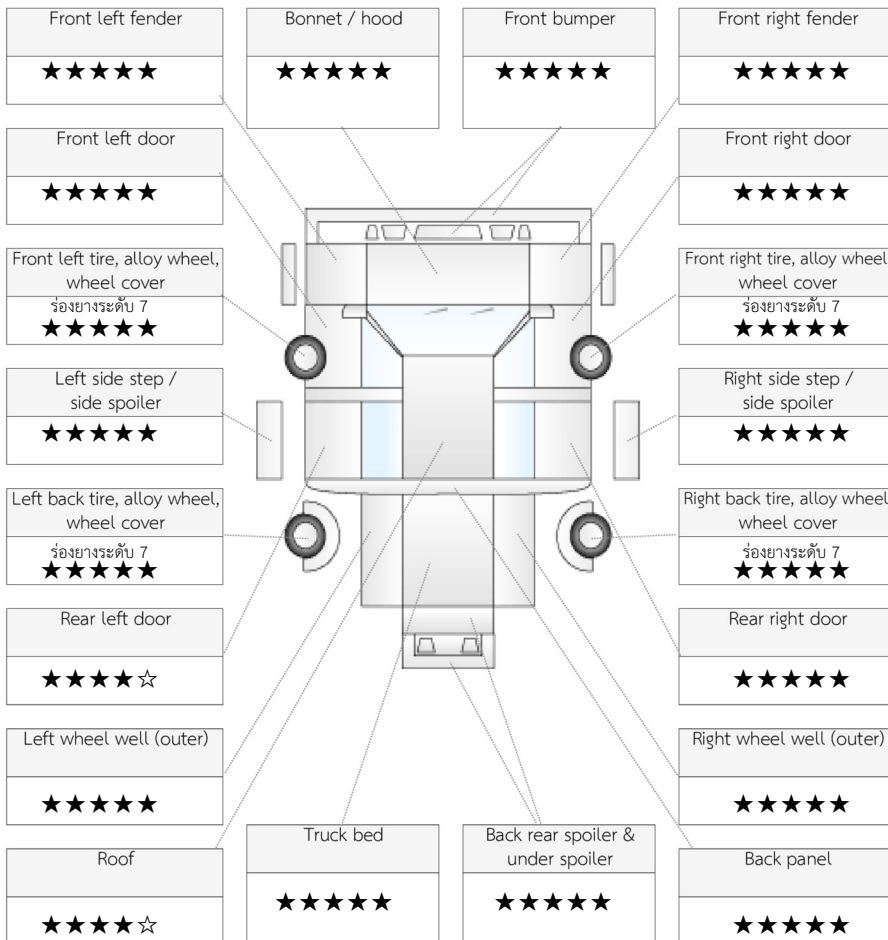 Front left fender
★★★★★
Bonnet / hood
★★★★★
Front bumper
★★★★★
Front right fender
★★★★★
Front left door
★★★★★
Front right door
★★★★★
Front left tire, alloy wheel,
wheel cover
ร่องยางระดับ 7
★★★★★
Front right tire, alloy wheel
wheel cover
ร่องยางระดับ 7
★★★★★
Left side step /
side spoiler
★★★★★
Right side step /
side spoiler
★★★★★
Left back tire, alloy wheel,
wheel cover
ร่องยางระดับ 7
★★★★★
Right back tire, alloy wheel
wheel cover
ร่องยางระดับ 7
★★★★★
Rear left door
★★★★☆
Rear right door
★★★★★
Left wheel well (outer)
★★★★★
Right wheel well (outer)
★★★★★
Roof
★★★★☆
Truck bed
★★★★★
Back rear spoiler &
under spoiler
★★★★★
Back panel
★★★★★